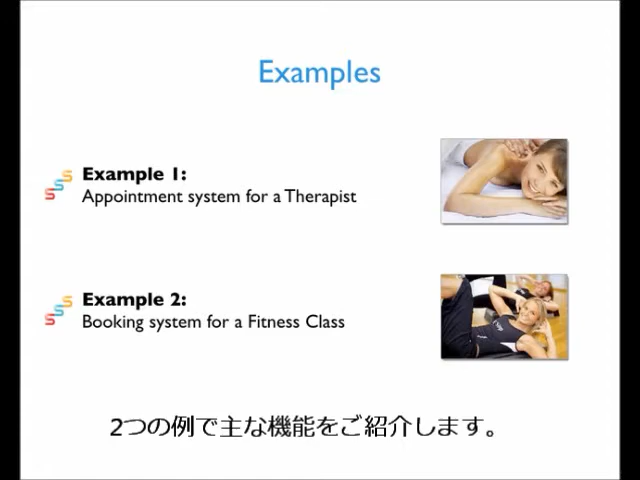 Examples
Example 1:
Appointment system for a Therapist
Example 2:
Booking system for a Fitness Class
2つの例で主な機能をご紹介します。